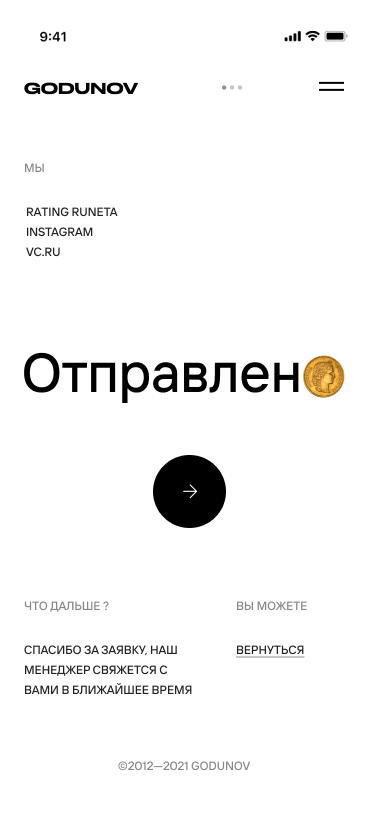 9:41
GODUNOV
МЫ
RATING RUNETA
INSTAGRAM
VC.RU
Отправлен
ЧТО ДАЛЬШЕ ?
ВЫ МОЖЕТЕ
СПАСИБО ЗА ЗАЯВКУ, НАШ
МЕНЕДЖЕР СВЯЖЕТСЯ С
ВАМИ В БЛИЖАЙШЕЕ ВРЕМЯ
ВЕРНУТЬСЯ
©2012—2021 GODUNOV